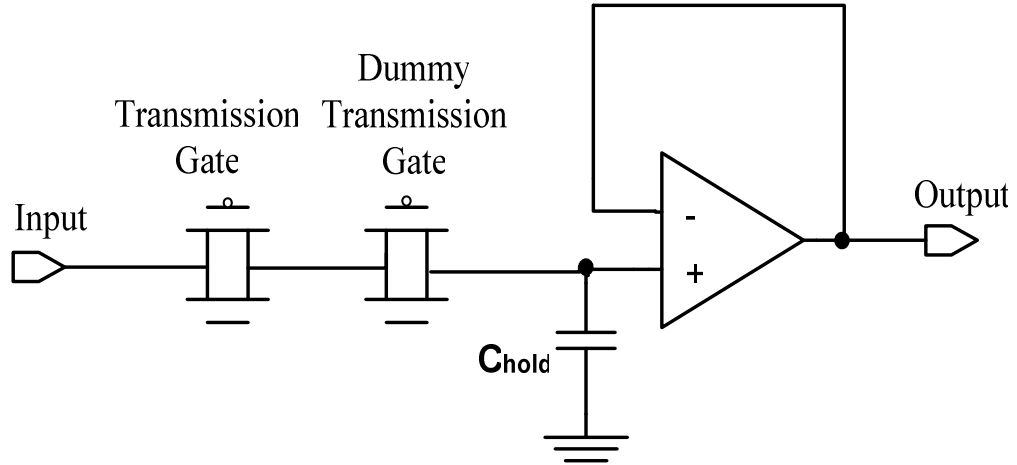 Dummy
Transmission Transmission
Gate Gate
Input
Output
-
+
Chold